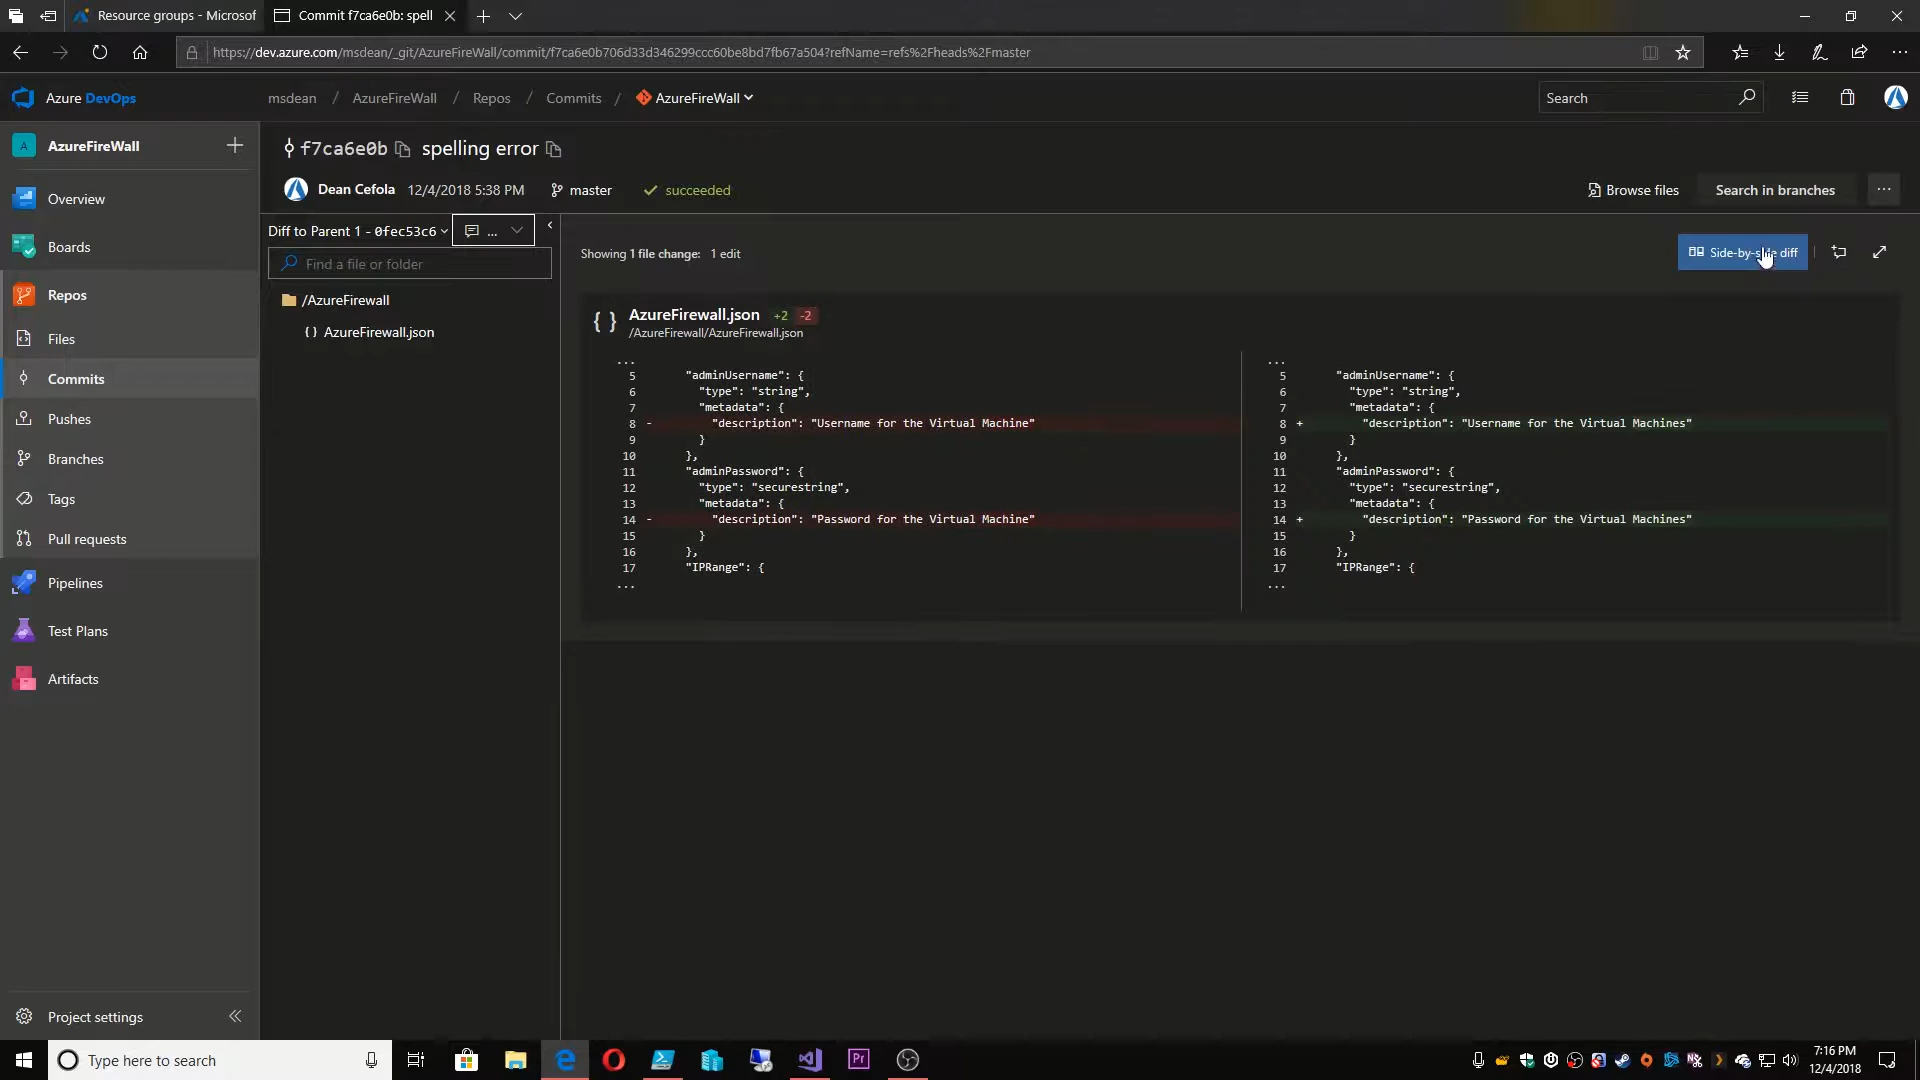 Resource groups - Microsof
Commit f7ca6e0b: spell
https://dev.azure.com/msdean/_git/AzureFireWall/commit/f7ca6e0b706d33d346299ccc60be8bd7fb67a504?refName=refs%2Fheads%2Fmaster
Azure DevOps
msdean / AzureFireWall / Repos / Commits / AzureFireWall
Search
A AzureFireWall
f7ca6e0b spelling error
Dean Cefola 12/4/2018 5:38 PM master succeeded
Browse files
Search in branches
...
Overview
Boards
Repos
Files
Commits
Pushes
Branches
Tags
Pull requests
Pipelines
Test Plans
Artifacts
Project settings
Diff to Parent 1 - 0fec53c6
...
Find a file or folder
/AzureFirewall
{} AzureFirewall.json
Showing 1 file change: 1 edit
Side-by-side diff
{ } AzureFirewall.json +2 -2
/AzureFirewall/AzureFirewall.json
...
5 "adminUsername": {
6 "type": "string",
7 "metadata": {
8 - "description": "Username for the Virtual Machine"
9 }
10 },
11 "adminPassword": {
12 "type": "securestring",
13 "metadata": {
14 - "description": "Password for the Virtual Machine"
15 }
16 },
17 "IPRange": {
...
...
5 "adminUsername": {
6 "type": "string",
7 "metadata": {
8 + "description": "Username for the Virtual Machines"
9 }
10 },
11 "adminPassword": {
12 "type": "securestring",
13 "metadata": {
14 + "description": "Password for the Virtual Machines"
15 }
16 },
17 "IPRange": {
...
Type here to search
Pr
7:16 PM
12/4/2018